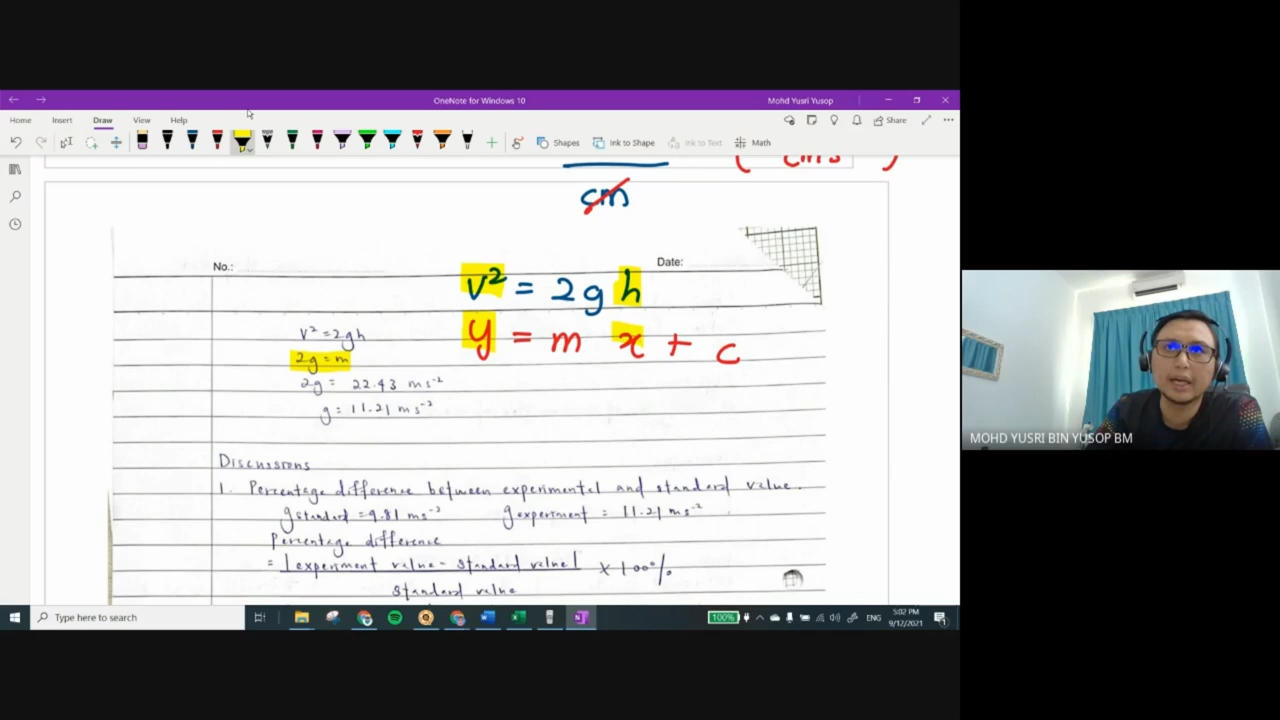 OneNote for Windows 10
Mohd Yusri Yusop
Home Insert Draw View Help
Share
Shapes Ink to Shape Ink to Text Math
cms
cm
No.:
Date:
v² = 2gh
y = m x + c
v² = 2gh
2g = m
2g = 22.43 ms⁻²
g = 11.21 ms⁻²
Discussions
1. Percentage difference between experimental and standard value.
g standard = 9.81 ms⁻² g experiment = 11.21 ms⁻²
Percentage difference
= |experiment value - standard value| × 100%
standard value
MOHD YUSRI BIN YUSOP BM
Type here to search
100%
ENG
5:02 PM
9/12/2021